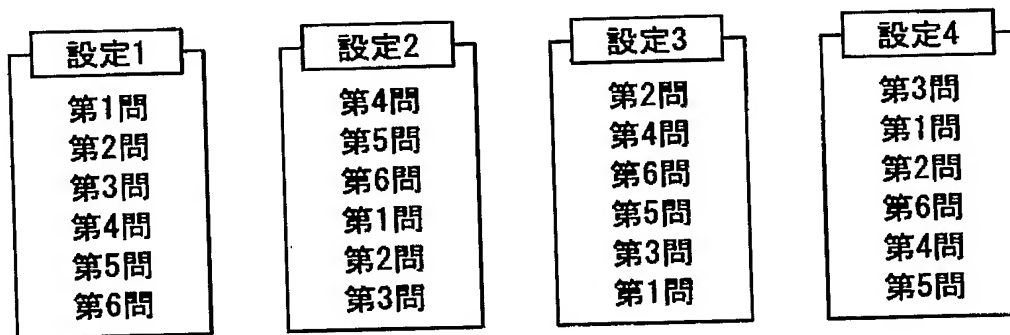 設定1
第1問
第2問
第3問
第4問
第5問
第6問
設定2
第4問
第5問
第6問
第1問
第2問
第3問
設定3
第2問
第4問
第6問
第5問
第3問
第1問
設定4
第3問
第1問
第2問
第6問
第4問
第5問